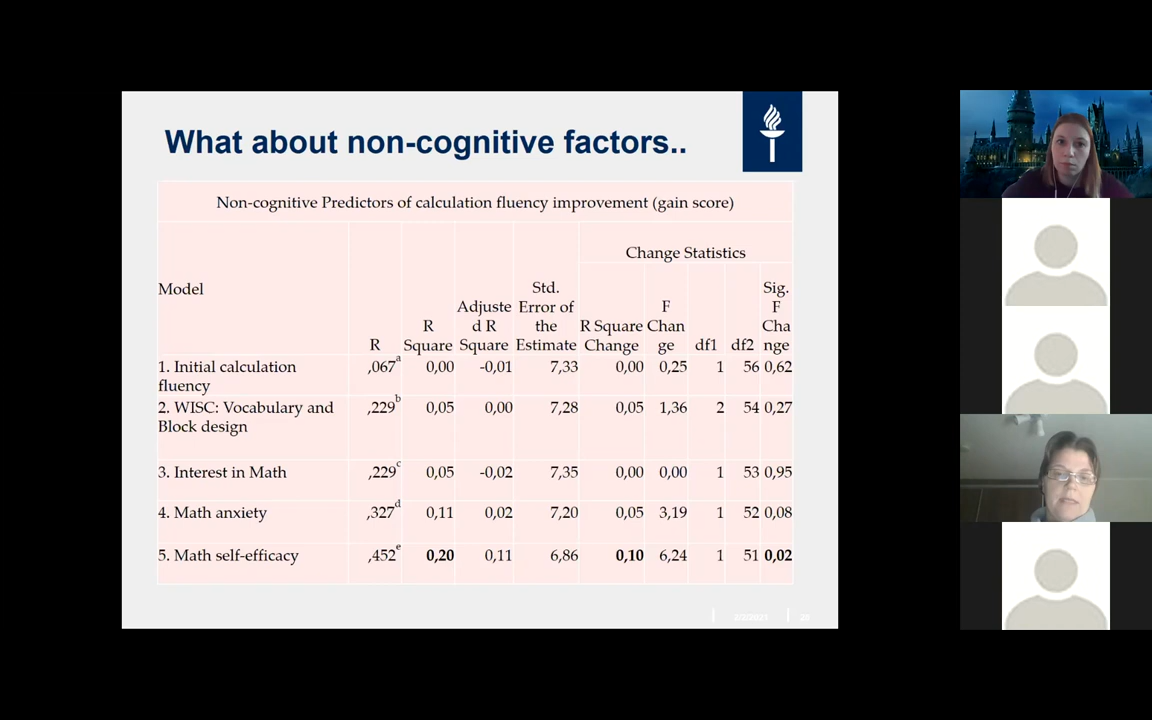 What about non-cognitive factors..
Non-cognitive Predictors of calculation fluency improvement (gain score)
Model R R Square Adjuste d R Square Std. Error of the Estimate Change Statistics
R Square Change F Chan ge df1 df2 Sig. F Cha nge
1. Initial calculation fluency ,067a 0,00 -0,01 7,33 0,00 0,25 1 56 0,62
2. WISC: Vocabulary and Block design ,229b 0,05 0,00 7,28 0,05 1,36 2 54 0,27
3. Interest in Math ,229c 0,05 -0,02 7,35 0,00 0,00 1 53 0,95
4. Math anxiety ,327d 0,11 0,02 7,20 0,05 3,19 1 52 0,08
5. Math self-efficacy ,452e 0,20 0,11 6,86 0,10 6,24 1 51 0,02